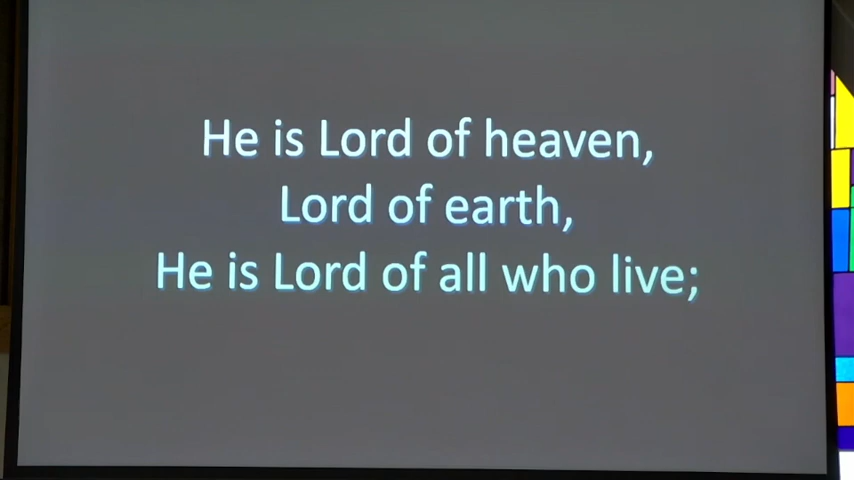 He is Lord of heaven,
Lord of earth,
He is Lord of all who live;